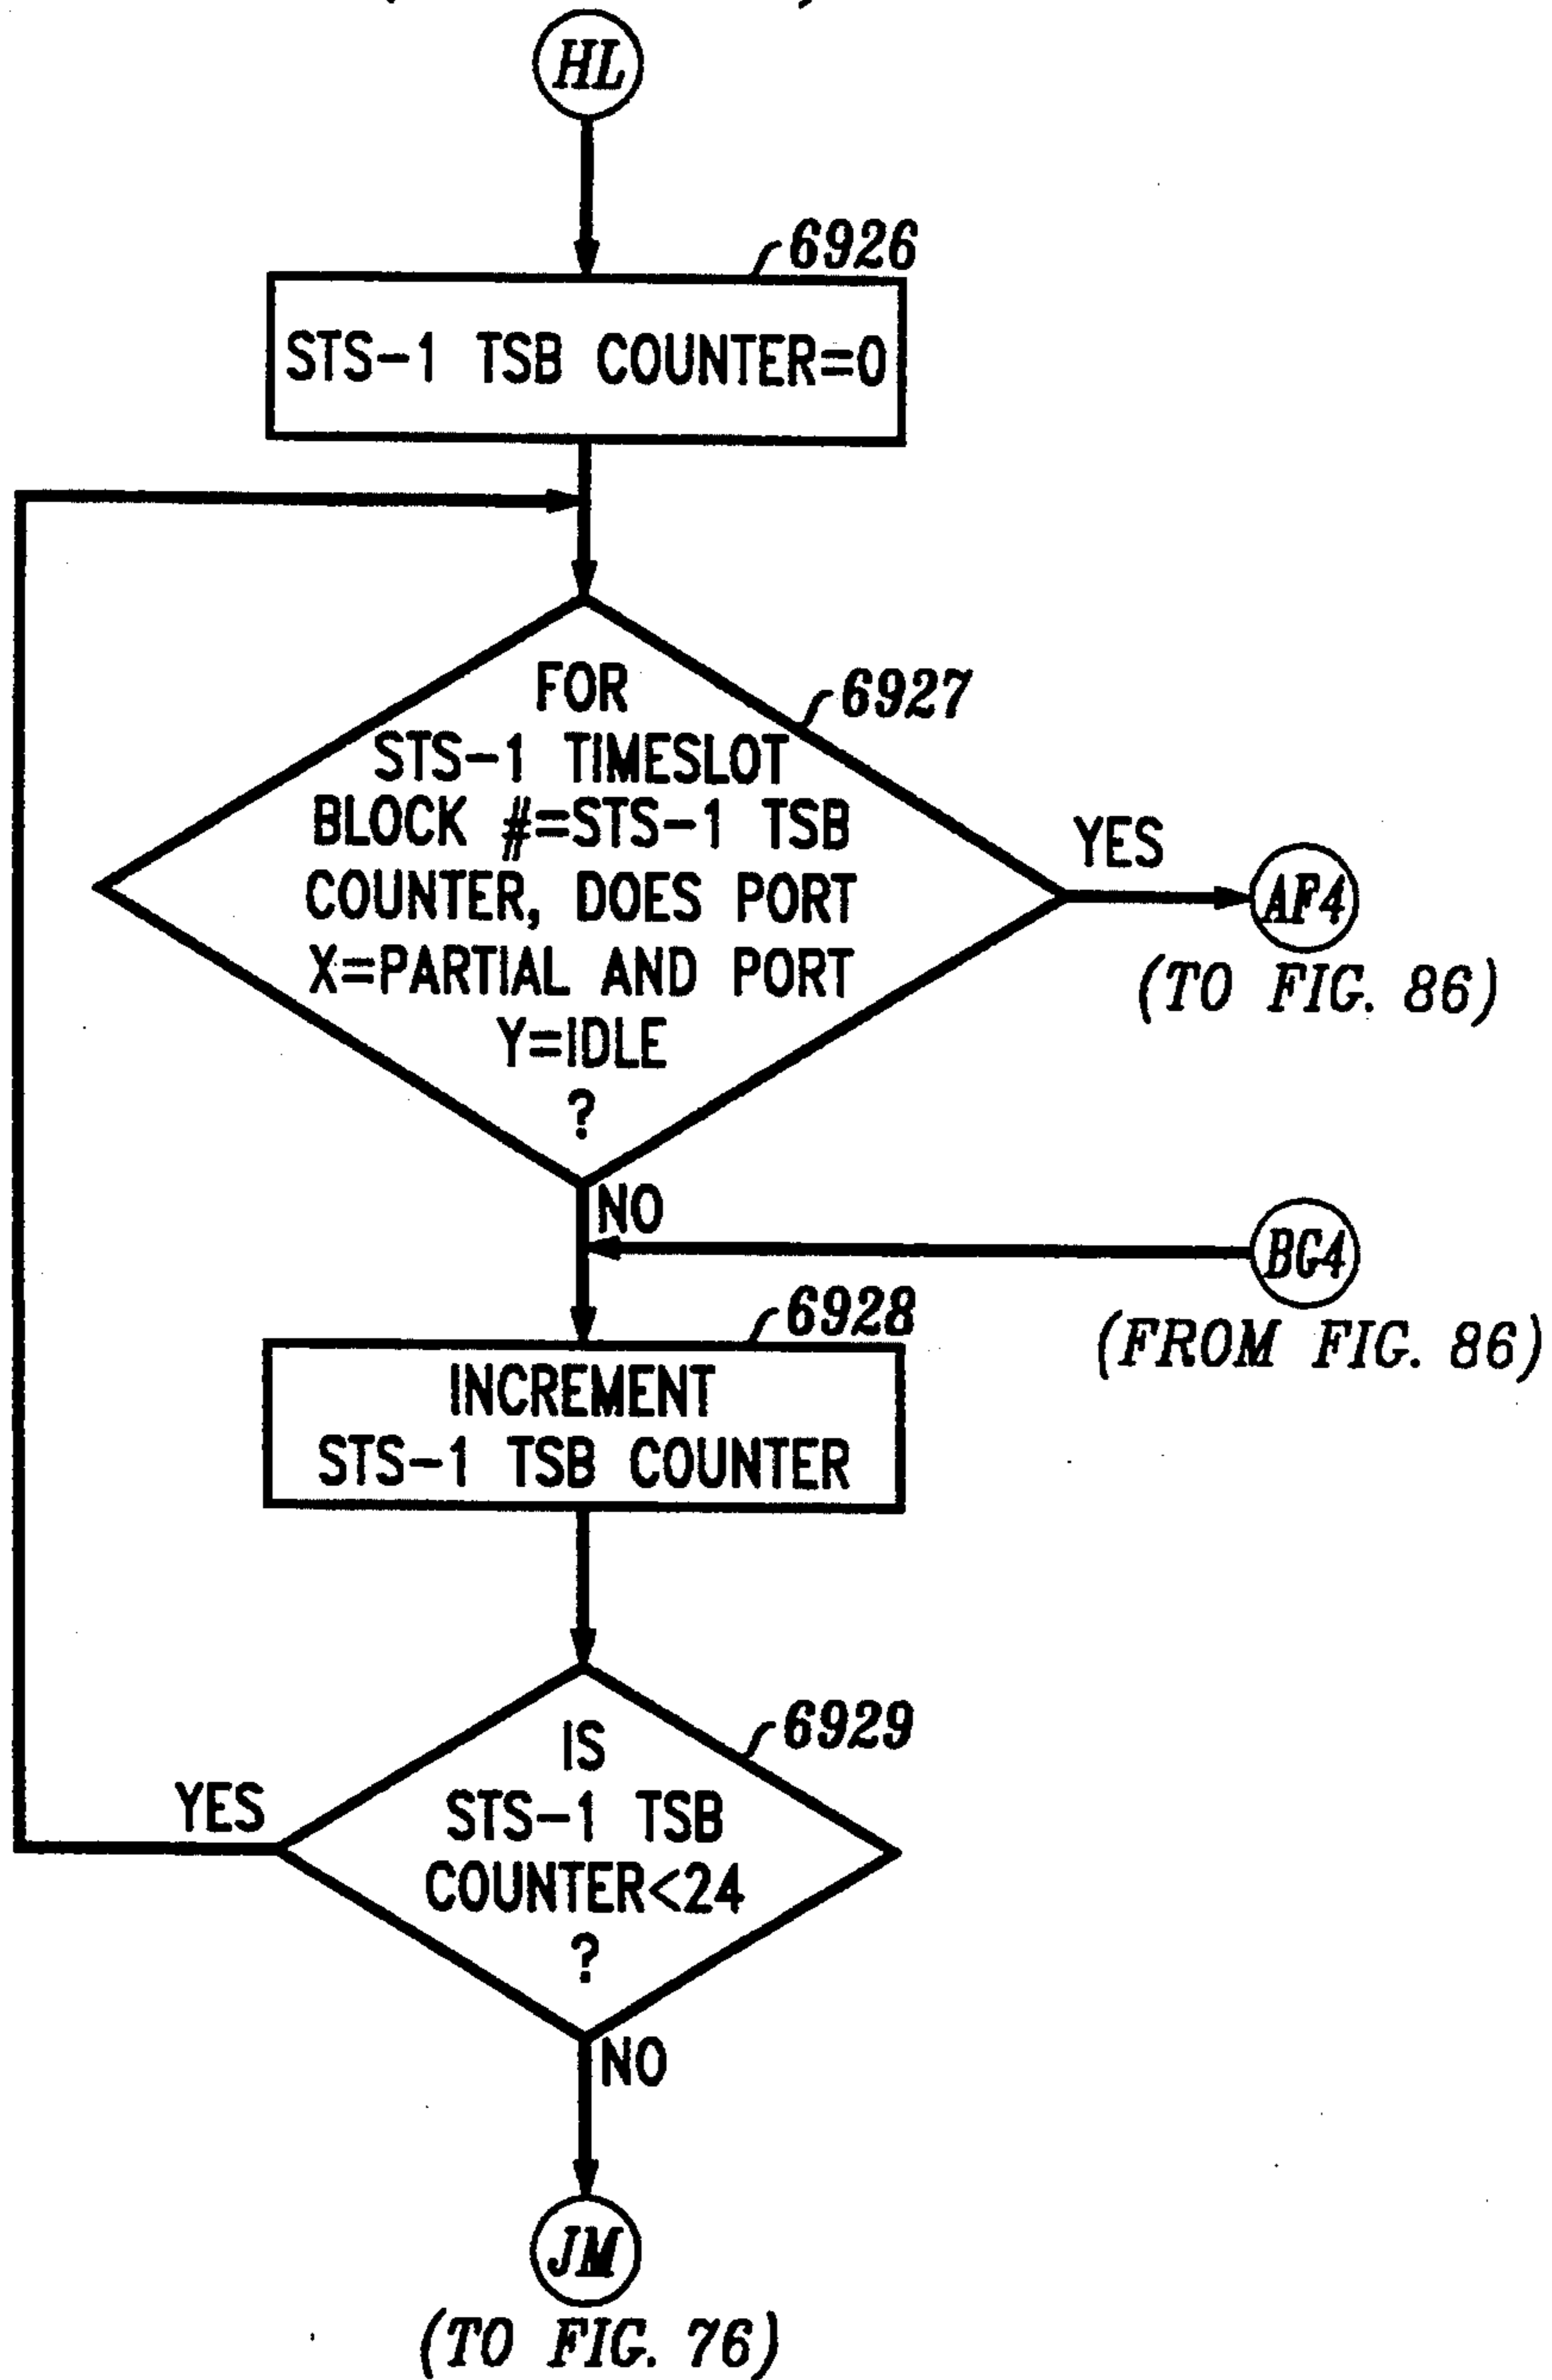 HL
6926
STS-1 TSB COUNTER=0
6927
FOR
STS-1 TIMESLOT
BLOCK #=STS-1 TSB
COUNTER, DOES PORT
X=PARTIAL AND PORT
Y=IDLE
?
YES
AF4
(TO FIG. 86)
NO
BG4
(FROM FIG. 86)
6928
INCREMENT
STS-1 TSB COUNTER
6929
IS
STS-1 TSB
COUNTER<24
?
YES
NO
JM
(TO FIG. 76)